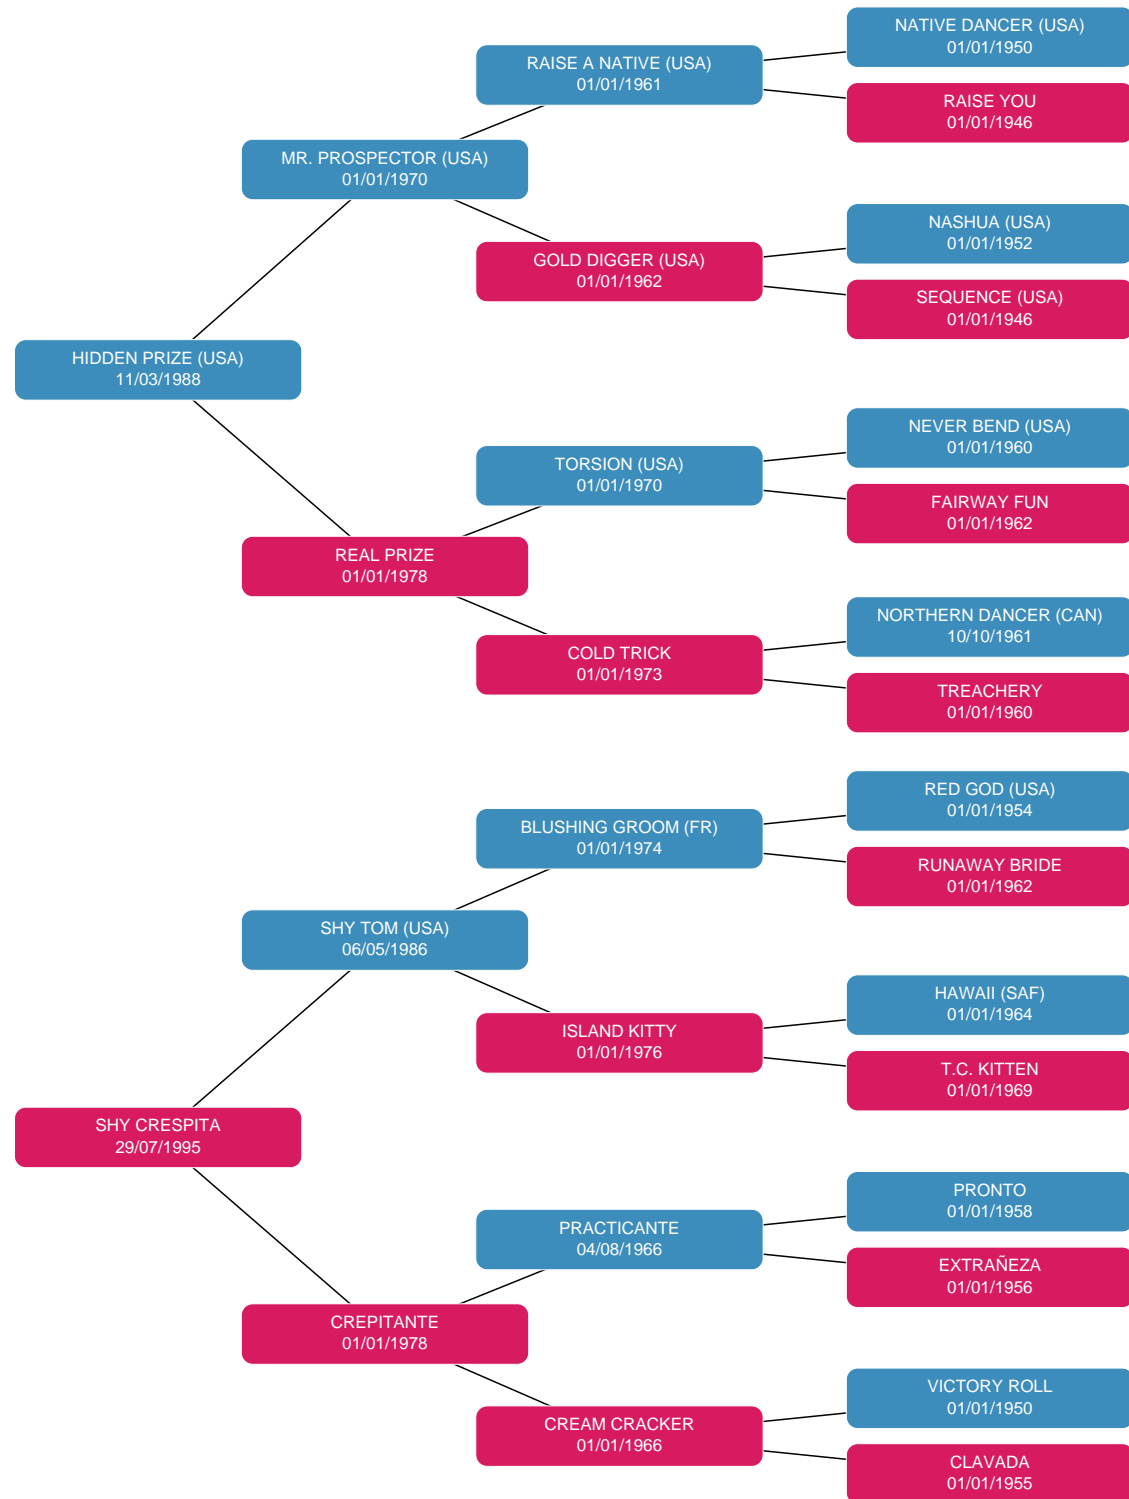 NATIVE DANCER (USA)
01/01/1950
RAISE A NATIVE (USA)
01/01/1961
RAISE YOU
01/01/1946
MR. PROSPECTOR (USA)
01/01/1970
NASHUA (USA)
01/01/1952
GOLD DIGGER (USA)
01/01/1962
SEQUENCE (USA)
01/01/1946
HIDDEN PRIZE (USA)
11/03/1988
NEVER BEND (USA)
01/01/1960
TORSION (USA)
01/01/1970
FAIRWAY FUN
01/01/1962
REAL PRIZE
01/01/1978
NORTHERN DANCER (CAN)
10/10/1961
COLD TRICK
01/01/1973
TREACHERY
01/01/1960
RED GOD (USA)
01/01/1954
BLUSHING GROOM (FR)
01/01/1974
RUNAWAY BRIDE
01/01/1962
SHY TOM (USA)
06/05/1986
HAWAII (SAF)
01/01/1964
ISLAND KITTY
01/01/1976
T.C. KITTEN
01/01/1969
SHY CRESPITA
29/07/1995
PRONTO
01/01/1958
PRACTICANTE
04/08/1966
EXTRAÑEZA
01/01/1956
CREPITANTE
01/01/1978
VICTORY ROLL
01/01/1950
CREAM CRACKER
01/01/1966
CLAVADA
01/01/1955